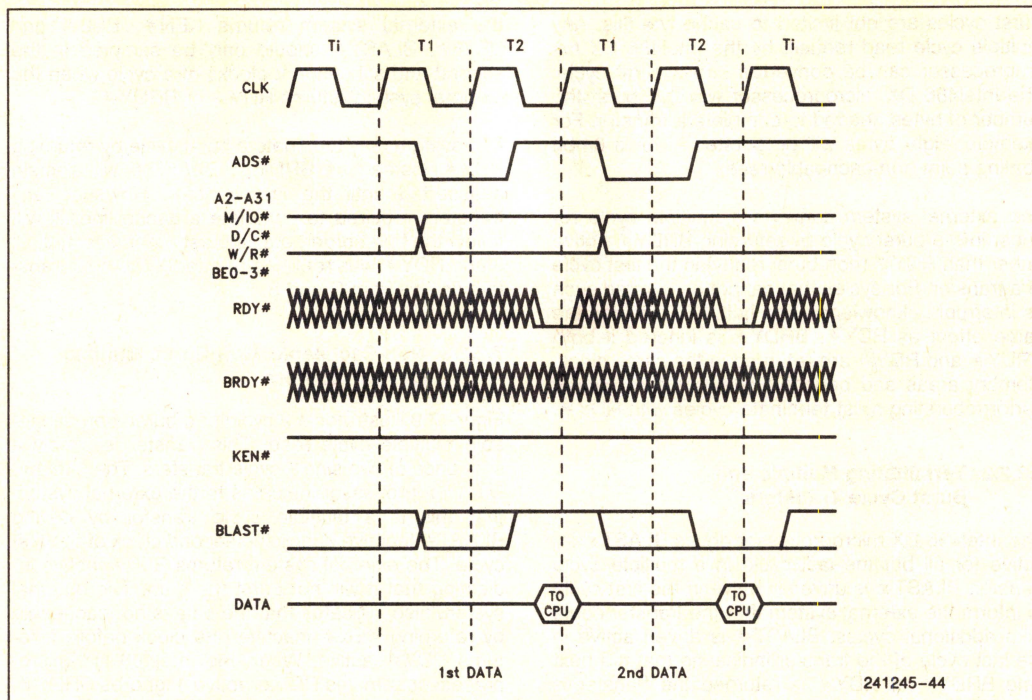 Ti T1 T2 T1 T2 Ti
CLK
ADS#
A2-A31
M/IO#
D/C#
W/R#
BE0-3#
RDY#
BRDY#
KEN#
BLAST#
DATA
TO CPU
TO CPU
1st DATA 2nd DATA
241245-44